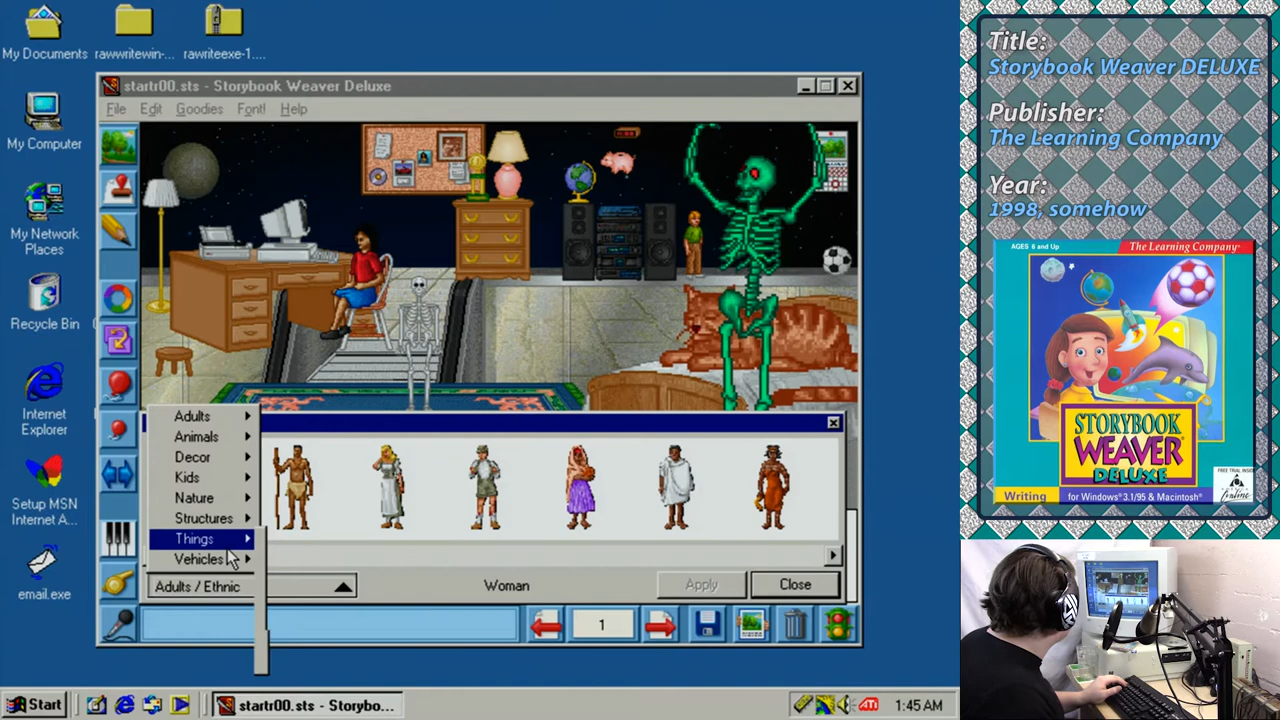 My Documents
rawwritewin-...
rawriteexe-1....
My Computer
My Network
Places
Recycle Bin
Internet
Explorer
Setup MSN
Internet A...
email.exe
startr00.sts - Storybook Weaver Deluxe
File Edit Goodies Font! Help
Adults
Animals
Decor
Kids
Nature
Structures
Things
Vehicles
Adults / Ethnic
Woman
Apply
Close
1
Start
startr00.sts - Storybo...
ATI
1:45 AM
Title:
Storybook Weaver DELUXE
Publisher:
The Learning Company
Year:
1998, somehow
AGES 6 and Up
The Learning Company
STORYBOOK
WEAVER
DELUXE
FREE TRIAL
Online
Writing
for Windows®3.1/95 & Macintosh®